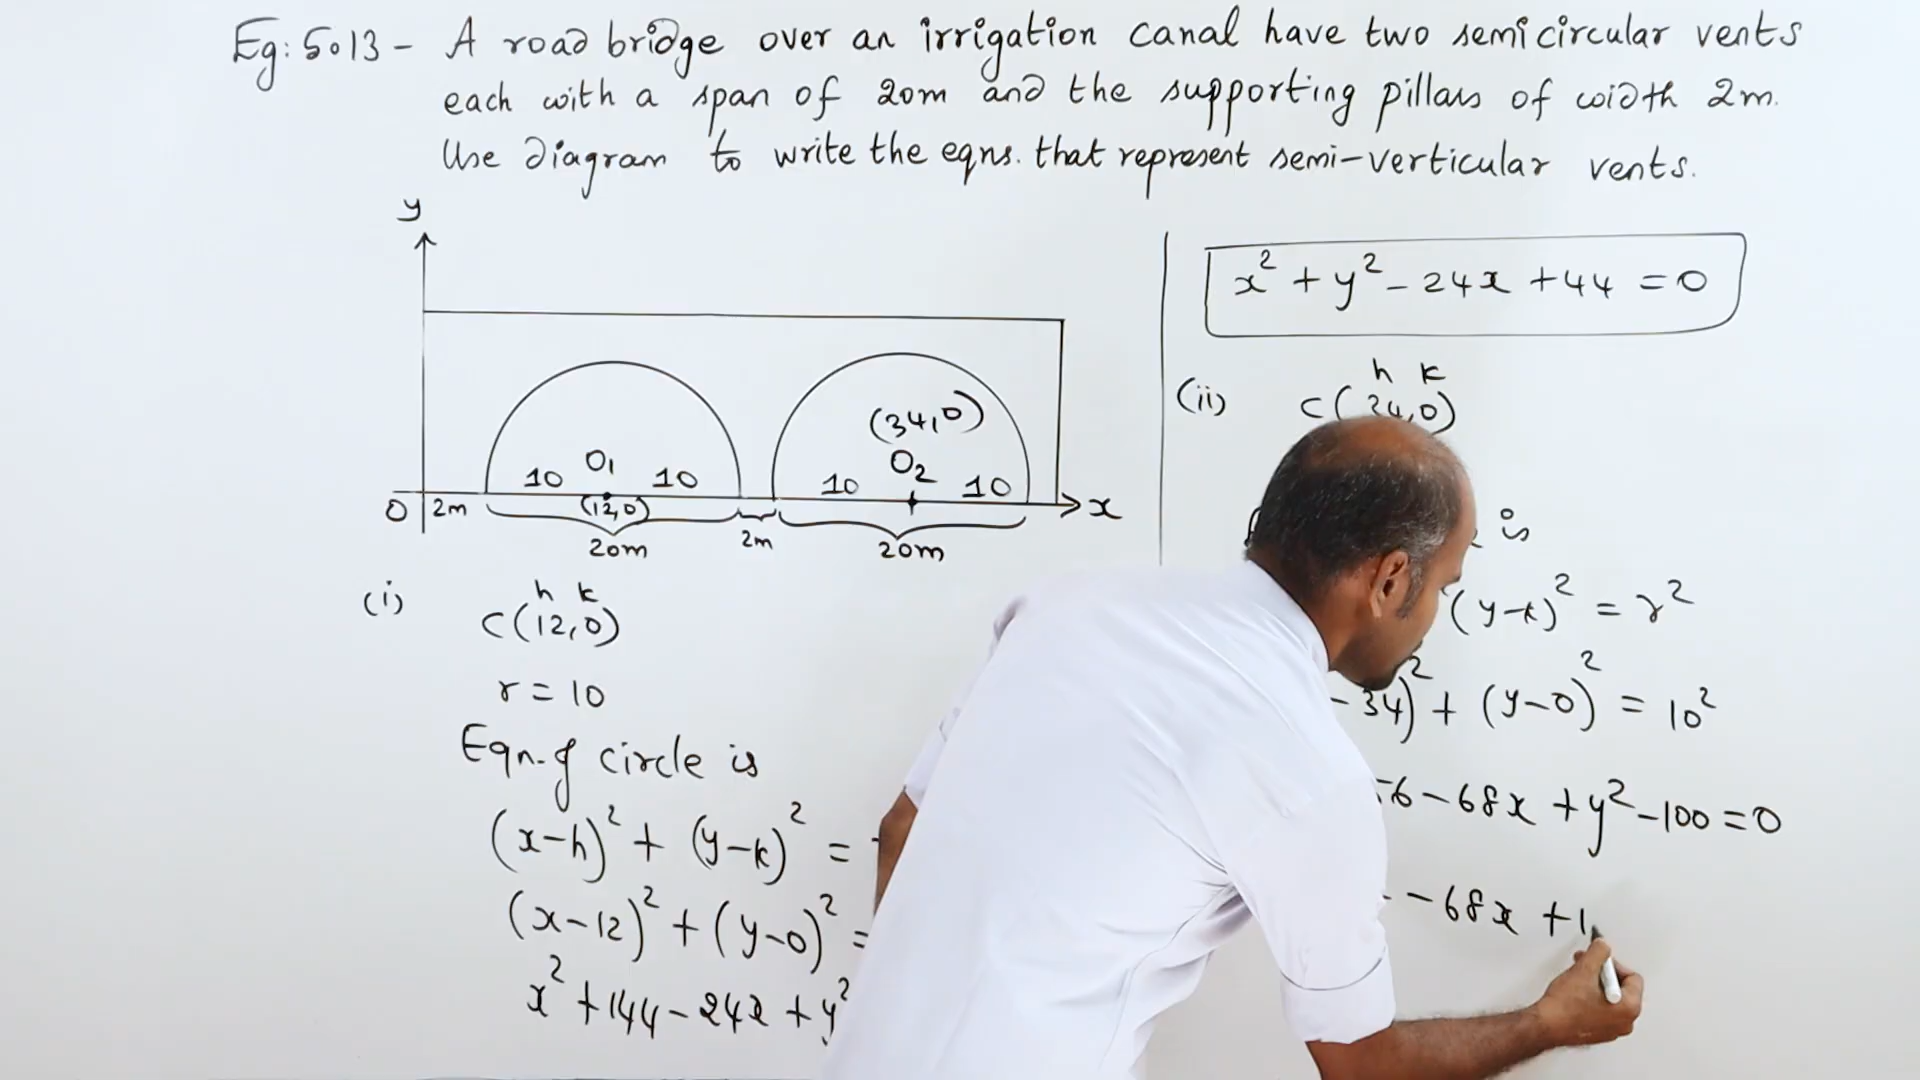 Eg: 5.13 - A road bridge over an irrigation canal have two semicircular vents
each with a span of 20m and the supporting pillars of width 2m.
Use diagram to write the eqns. that represent semi-verticular vents.
y
10 O₁ 10
(12,0)
(34,0)
10 O₂ 10
O 2m
x
20m 2m 20m
(i)
h k
C(12,0)
r = 10
Eqn. of circle is
(x-h)² + (y-k)² =
(x-12)² + (y-0)² =
x² + 144 - 24x + y²
x² + y² - 24x + 44 = 0
(ii)
h k
C(34,0)
is
(y-k)² = r²
-34)² + (y-0)² = 10²
56 - 68x + y² - 100 = 0
- 68x + 1